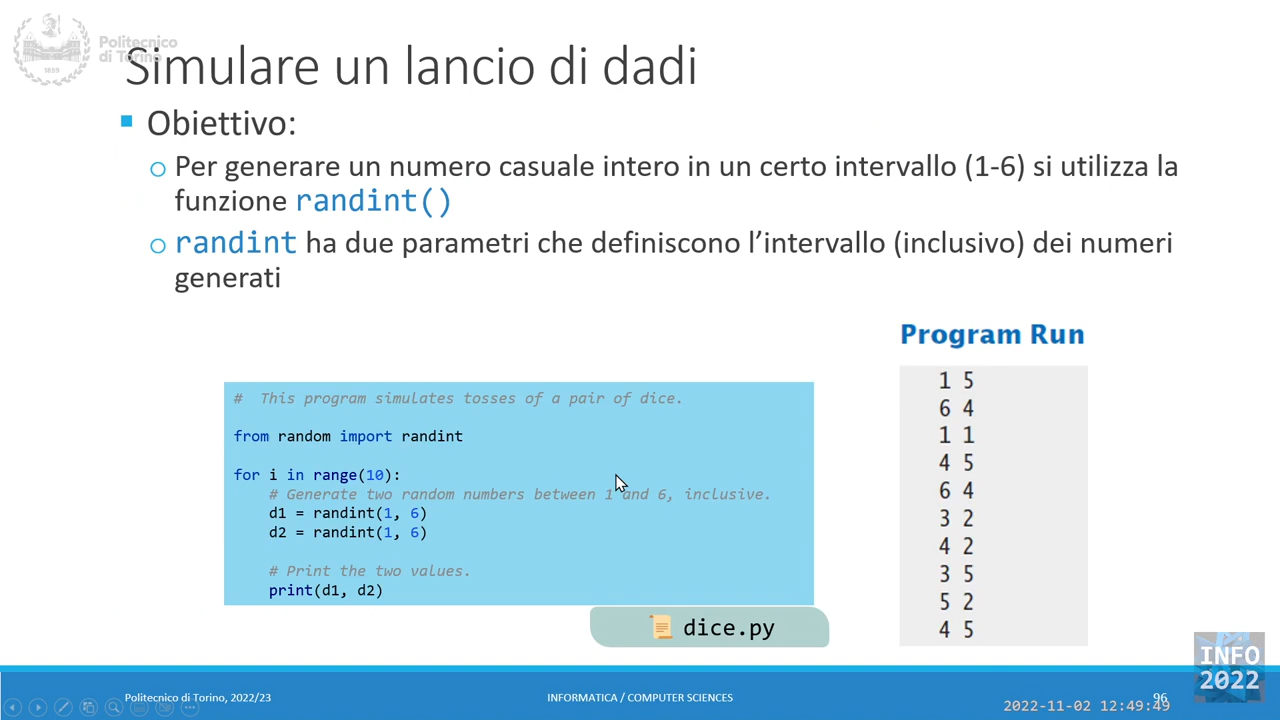 Politecnico
di Torino
1859
Simulare un lancio di dadi
Obiettivo:
Per generare un numero casuale intero in un certo intervallo (1-6) si utilizza la
funzione randint()
randint ha due parametri che definiscono l’intervallo (inclusivo) dei numeri
generati
# This program simulates tosses of a pair of dice.
from random import randint
for i in range(10):
# Generate two random numbers between 1 and 6, inclusive.
d1 = randint(1, 6)
d2 = randint(1, 6)
# Print the two values.
print(d1, d2)
dice.py
Program Run
1 5
6 4
1 1
4 5
6 4
3 2
4 2
3 5
5 2
4 5
INFO
2022
Politecnico di Torino, 2022/23
INFORMATICA / COMPUTER SCIENCES
96
2022-11-02 12:49:49